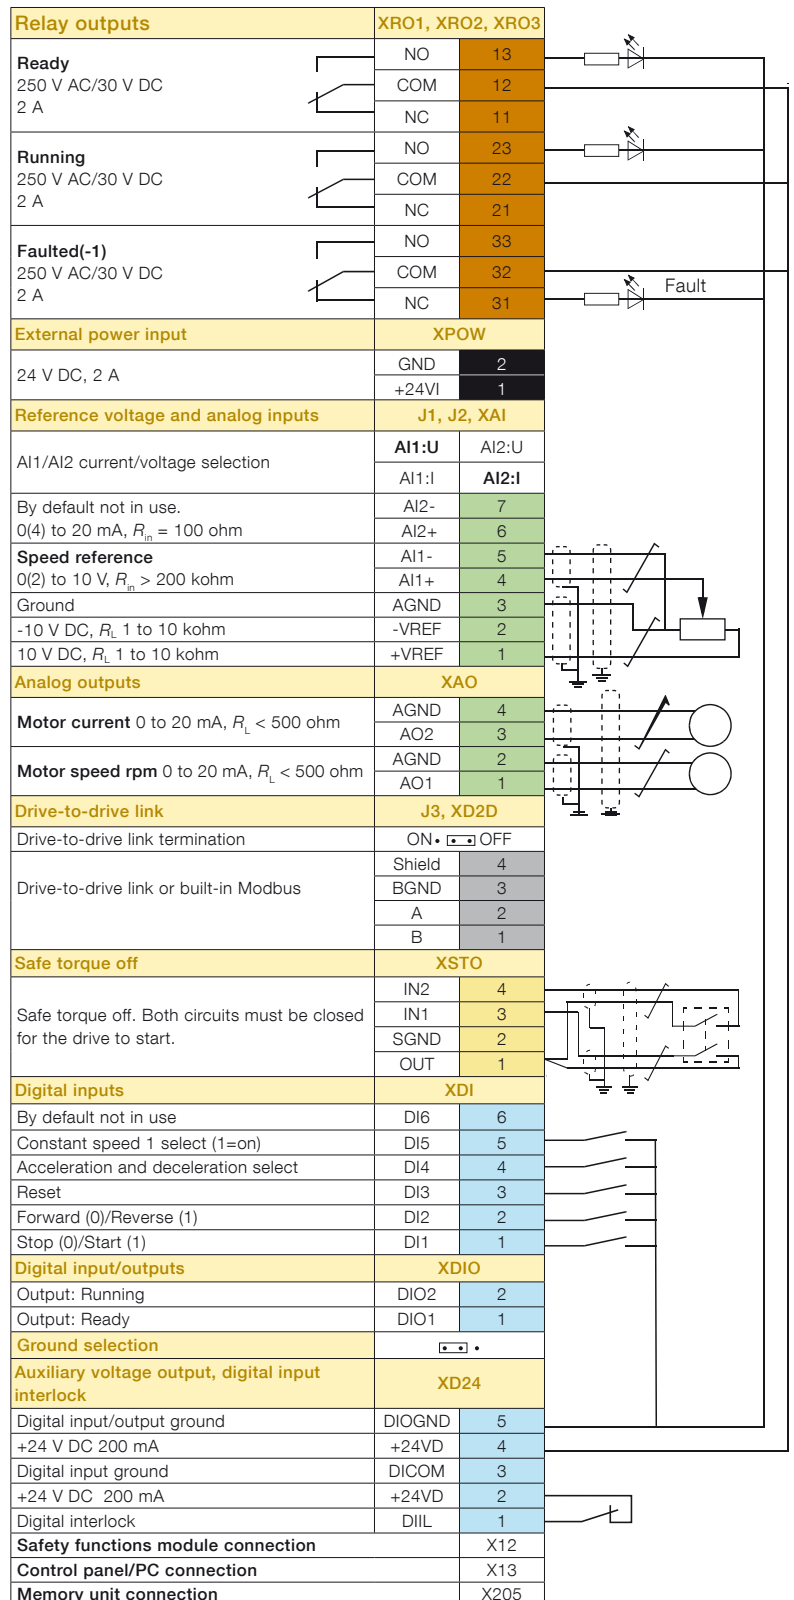 Relay outputs XRO1, XRO2, XRO3
Ready
250 V AC/30 V DC
2 A
NO 13
COM 12
NC 11
Running
250 V AC/30 V DC
2 A
NO 23
COM 22
NC 21
Faulted(-1)
250 V AC/30 V DC
2 A
NO 33
COM 32
NC 31
Fault
External power input XPOW
24 V DC, 2 A
GND 2
+24VI 1
Reference voltage and analog inputs J1, J2, XAI
AI1/AI2 current/voltage selection
AI1:U AI2:U
AI1:I AI2:I
By default not in use.
0(4) to 20 mA, Rin = 100 ohm
AI2- 7
AI2+ 6
Speed reference
0(2) to 10 V, Rin > 200 kohm
AI1- 5
AI1+ 4
Ground AGND 3
-10 V DC, RL 1 to 10 kohm -VREF 2
10 V DC, RL 1 to 10 kohm +VREF 1
Analog outputs XAO
Motor current 0 to 20 mA, RL < 500 ohm
AGND 4
AO2 3
Motor speed rpm 0 to 20 mA, RL < 500 ohm
AGND 2
AO1 1
Drive-to-drive link J3, XD2D
Drive-to-drive link termination ON OFF
Drive-to-drive link or built-in Modbus
Shield 4
BGND 3
A 2
B 1
Safe torque off XSTO
Safe torque off. Both circuits must be closed
for the drive to start.
IN2 4
IN1 3
SGND 2
OUT 1
Digital inputs XDI
By default not in use DI6 6
Constant speed 1 select (1=on) DI5 5
Acceleration and deceleration select DI4 4
Reset DI3 3
Forward (0)/Reverse (1) DI2 2
Stop (0)/Start (1) DI1 1
Digital input/outputs XDIO
Output: Running DIO2 2
Output: Ready DIO1 1
Ground selection
Auxiliary voltage output, digital input
interlock
XD24
Digital input/output ground DIOGND 5
+24 V DC 200 mA +24VD 4
Digital input ground DICOM 3
+24 V DC 200 mA +24VD 2
Digital interlock DIIL 1
Safety functions module connection X12
Control panel/PC connection X13
Memory unit connection X205